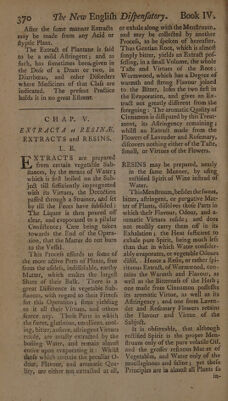 370 The New English Dispensatory. Book IV.
After the same manner Extracts
may be made from any Acid or
styptic Plant.
The Extract of Plantane is said
to be a mild Astringent; and as
such, has sometimes been given in
the Dose of a Dram or two, in
Diarrhœas, and other Disorders
where Medicines of that Class are
indicated. The present Practice
holds it in no great Esteem.
CHAP. V.
EXTRACTA et RESINÆ.
EXTRACTS and RESINS.
I. E.
EXTRACTS are prepared
from certain vegetable Sub-
stances, by the means of Water;
which is first boiled on the Sub-
ject till sufficiently impregnated
with its Virtues, the Decoction
passed through a Strainer, and set
by till the Feces have subsided:
The Liquor is then poured off
clear, and evaporated to a pilular
Consistence; Care being taken
towards the End of the Opera-
tion, that the Matter do not burn
to the Vessel.
This Process affords us some of
the more active Parts of Plants, free
from the useless, indissoluble, earthy
Matter, which makes the largest
Share of their Bulk. There is a
great Difference in vegetable Sub-
stances, with regard to their Fitness
for this Operation; some yielding
to it all their Virtues, and others
scarce any. Those Parts in which
the sweet, glutinous, emollient, cool-
ing, bitter, austere, astringent Virtues
reside, are totally extracted by the
boiling Water, and remain almost
entire upon evaporating it: Whilst
those which contain the peculiar O-
dour, Flavour, and aromatic Qua-
lity, are either not extracted at all,
or exhale along with the Menstruum,
and may be collected by another
Process, to be spoken of hereafter.
Thus Gentian Root, which is almost
simply bitter, yields an Extract pos-
sessing, in a small Volume, the whole
Taste and Virtues of the Root:
Wormwood, which has a Degree of
warmth and strong Flavour joined
to the Bitter, loses the two first in
the Evaporation, and gives an Ex-
tract not greatly different from the
foregoing: The aromatic Quality of
Cinnamon is dissipated by this Treat-
ment, its Astringency remaining;
whilst an Extract made from the
Flowers of Lavender and Rosemary,
discovers nothing either of the Taste,
Smell, or Virtues of the Flowers.
RESINS may be prepared, nearly
in the same Manner, by using
rectified Spirit of Wine instead of
Water.
This Menstruum, besides the sweet,
bitter, astringent, or purgative Mat-
ter of Plants, dissolves those Parts in
which their Flavour, Odour, and a-
romatic Virtues reside; and does
not readily carry them off in its
Exhalation: the Heat sufficient to
exhale pure Spirit, being much less
than that in which Water consider-
ably evaporates, or vegetable Odours
exist. Hence a Resin, or rather spi-
rituous Extract, of Wormwood, con-
tains the Warmth and Flavour, as
well as the Bitterness of the Herb;
one made from Cinnamon possesses
its aromatic Virtue, as well as its
Astringency; and one from Laven-
der and Rosemary Flowers retains
the Flavour and Virtue of the
Subject.
It is observable, that although
rectified Spirit is the proper Men-
struum only of the pure volatile Oil,
and the grosser resinous Matter of
Vegetables, and Water only of the
mucilaginous and saline; yet these
Principles are in almost all Plants so
in-